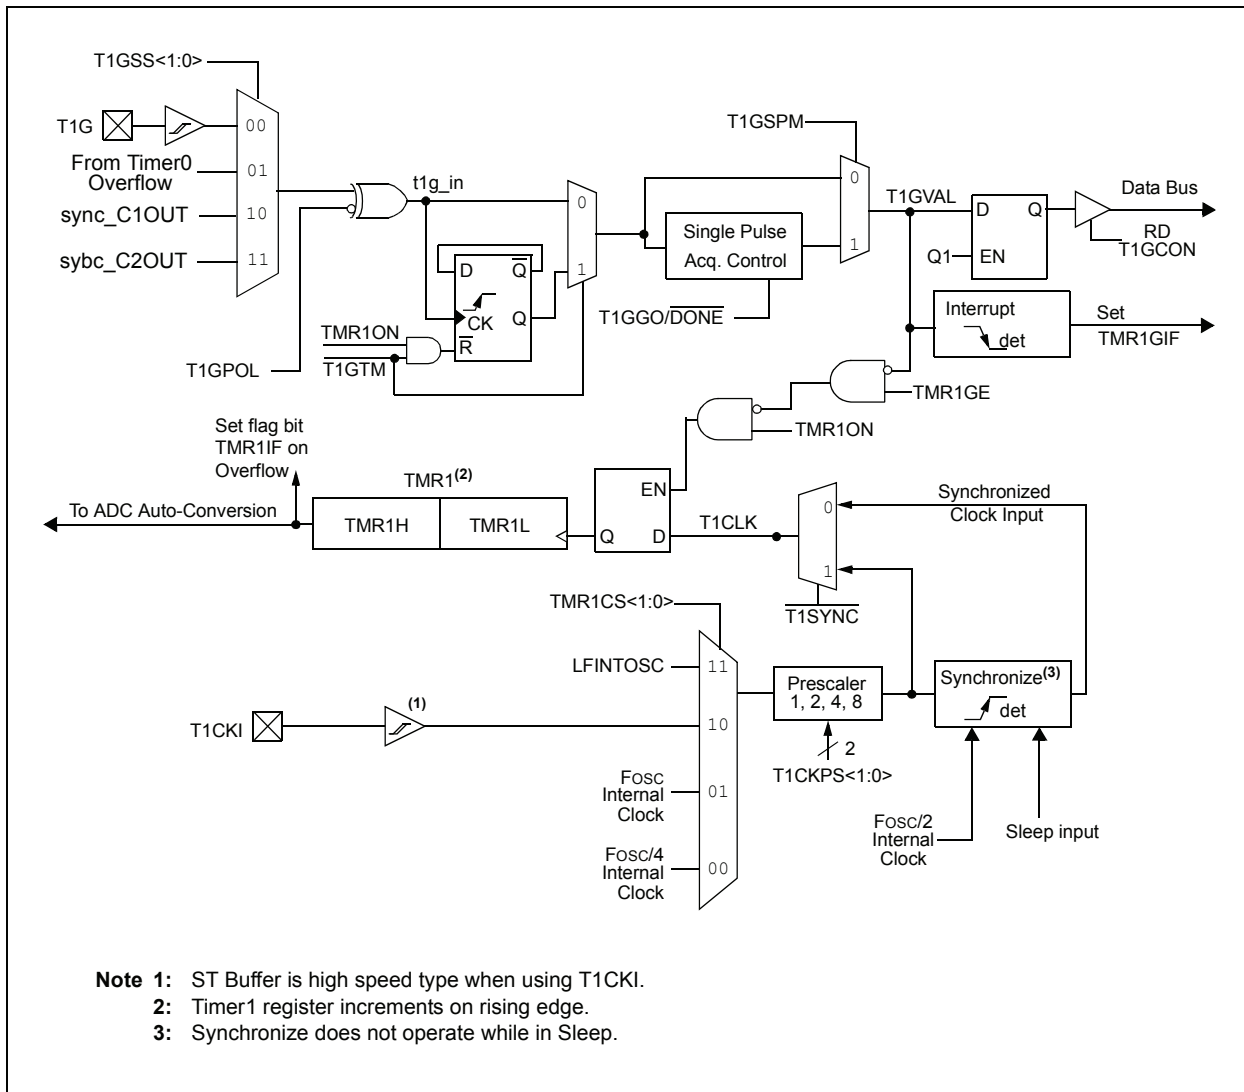 T1GSS<1:0>
T1G
00
From Timer0
Overflow
01
sync_C1OUT
10
sybc_C2OUT
11
T1GPOL
t1g_in
0
1
D
Q
CK
Q
R
TMR1ON
T1GTM
T1GSPM
0
1
Single Pulse
Acq. Control
T1GGO/DONE
T1GVAL
D
Q
Q1
EN
Data Bus
RD
T1GCON
Interrupt
det
Set
TMR1GIF
TMR1GE
TMR1ON
Set flag bit
TMR1IF on
Overflow
To ADC Auto-Conversion
TMR1(2)
TMR1H
TMR1L
EN
Q
D
T1CLK
0
1
T1SYNC
Synchronized
Clock Input
TMR1CS<1:0>
LFINTOSC
11
T1CKI
(1)
10
FOSC
Internal
Clock
01
FOSC/4
Internal
Clock
00
Prescaler
1, 2, 4, 8
2
T1CKPS<1:0>
Synchronize(3)
det
FOSC/2
Internal
Clock
Sleep input
Note 1: ST Buffer is high speed type when using T1CKI.
2: Timer1 register increments on rising edge.
3: Synchronize does not operate while in Sleep.